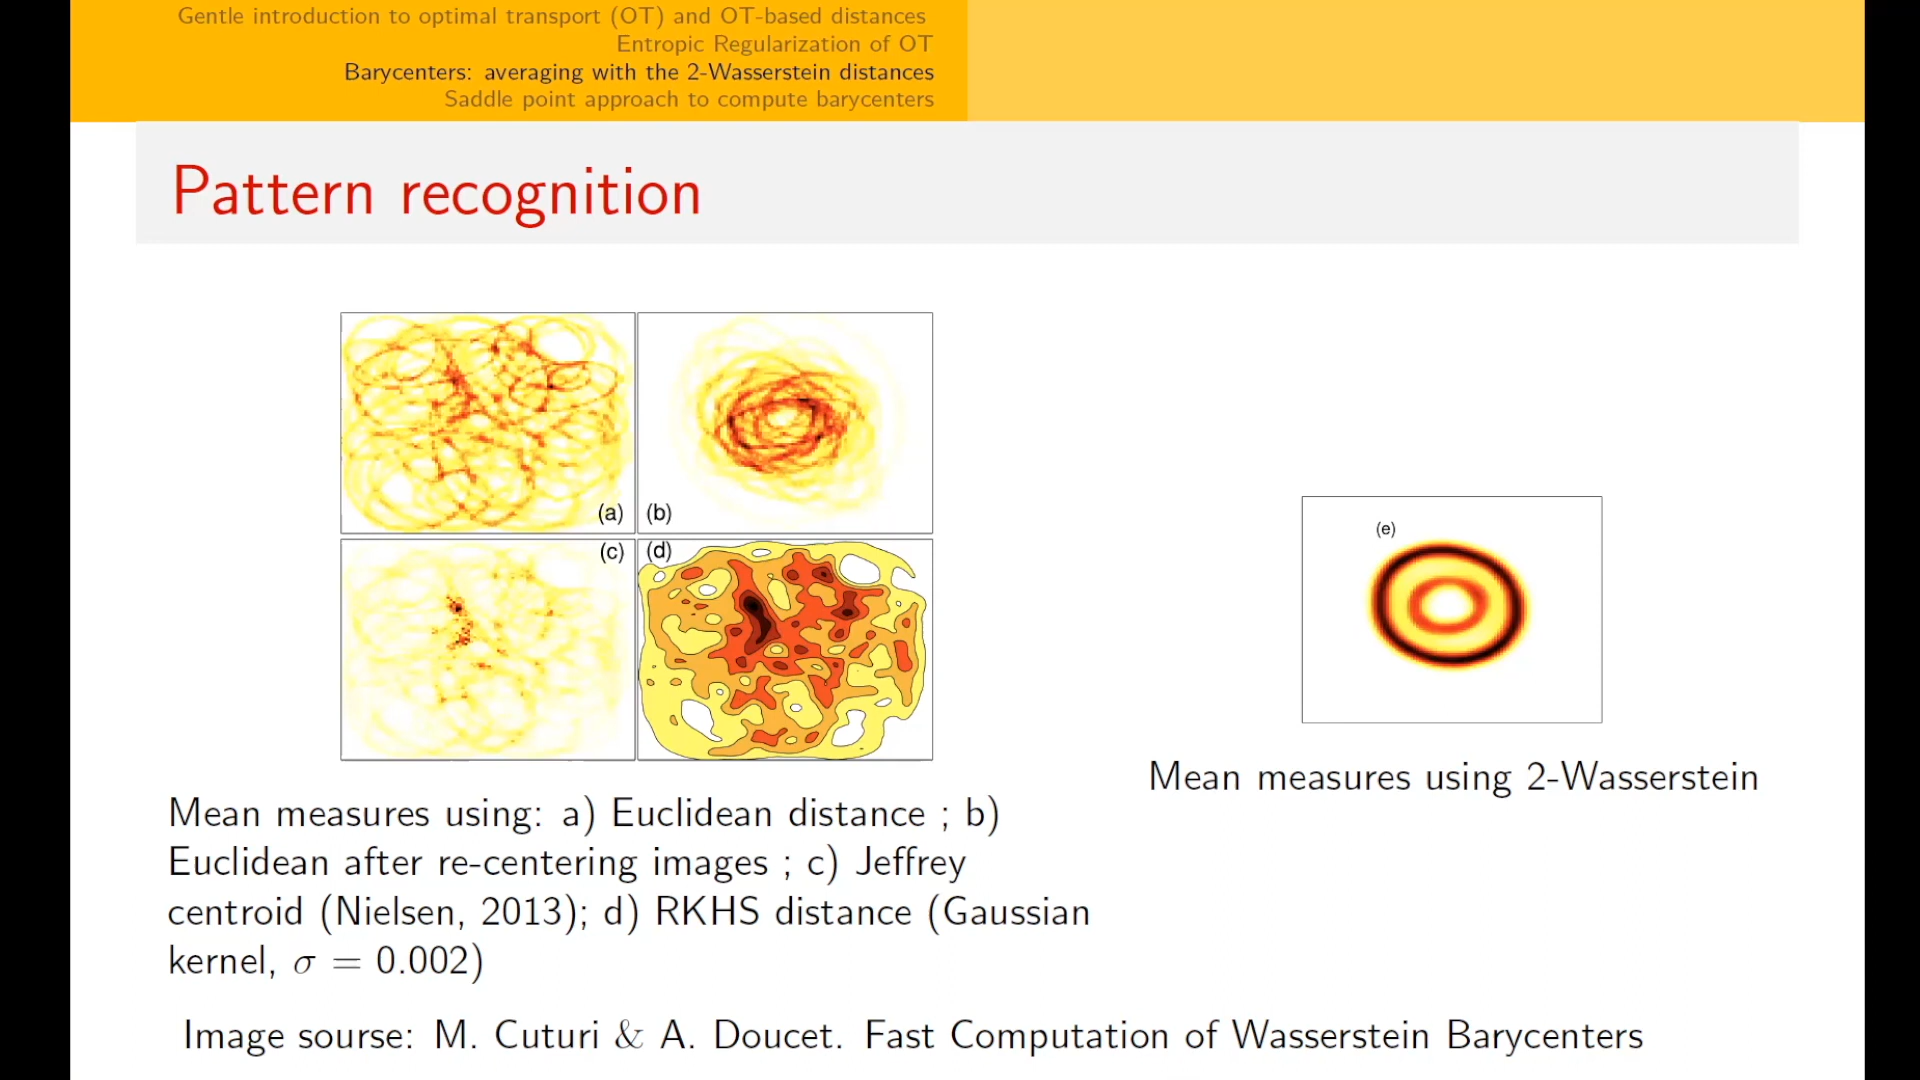 Gentle introduction to optimal transport (OT) and OT-based distances
Entropic Regularization of OT
Barycenters: averaging with the 2-Wasserstein distances
Saddle point approach to compute barycenters
Pattern recognition
(a)
(b)
(c)
(d)
(e)
Mean measures using: a) Euclidean distance ; b)
Euclidean after re-centering images ; c) Jeffrey
centroid (Nielsen, 2013); d) RKHS distance (Gaussian
kernel, σ = 0.002)
Mean measures using 2-Wasserstein
Image sourse: M. Cuturi & A. Doucet. Fast Computation of Wasserstein Barycenters